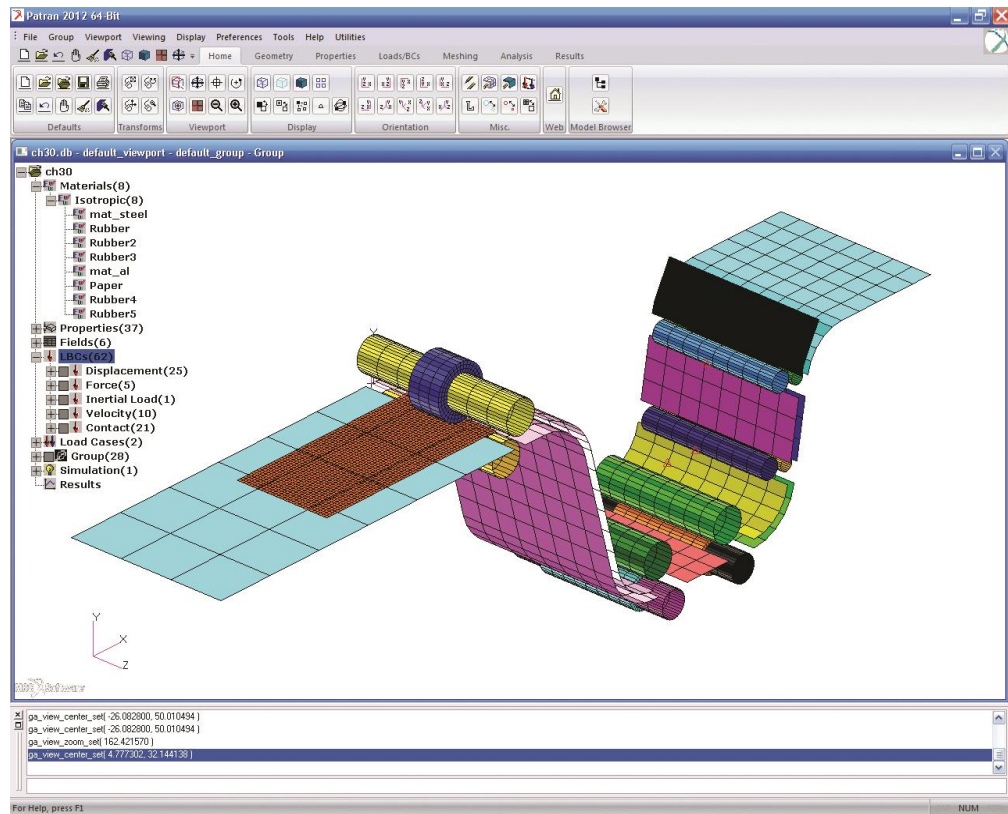 Patran 2012 64-Bit
File Group Viewport Viewing Display Preferences Tools Help Utilities
Home Geometry Properties Loads/BCs Meshing Analysis Results
Defaults Transforms Viewport Display Orientation Misc. Web Model Browser
ch30.db - default_viewport - default_group - Group
ch30
Materials(8)
Isotropic(8)
mat_steel
Rubber
Rubber2
Rubber3
mat_al
Paper
Rubber4
Rubber5
Properties(37)
Fields(6)
LBCs(62)
Displacement(25)
Force(5)
Inertial Load(1)
Velocity(10)
Contact(21)
Load Cases(2)
Group(28)
Simulation(1)
Results
Y
Y
X
Z
MSC Software
ga_view_center_set( -26.082800, 50.010494 )
ga_view_center_set( -26.082800, 50.010494 )
ga_view_zoom_set( 162.421570 )
ga_view_center_set( 4.777302, 32.144138 )
For Help, press F1
NUM